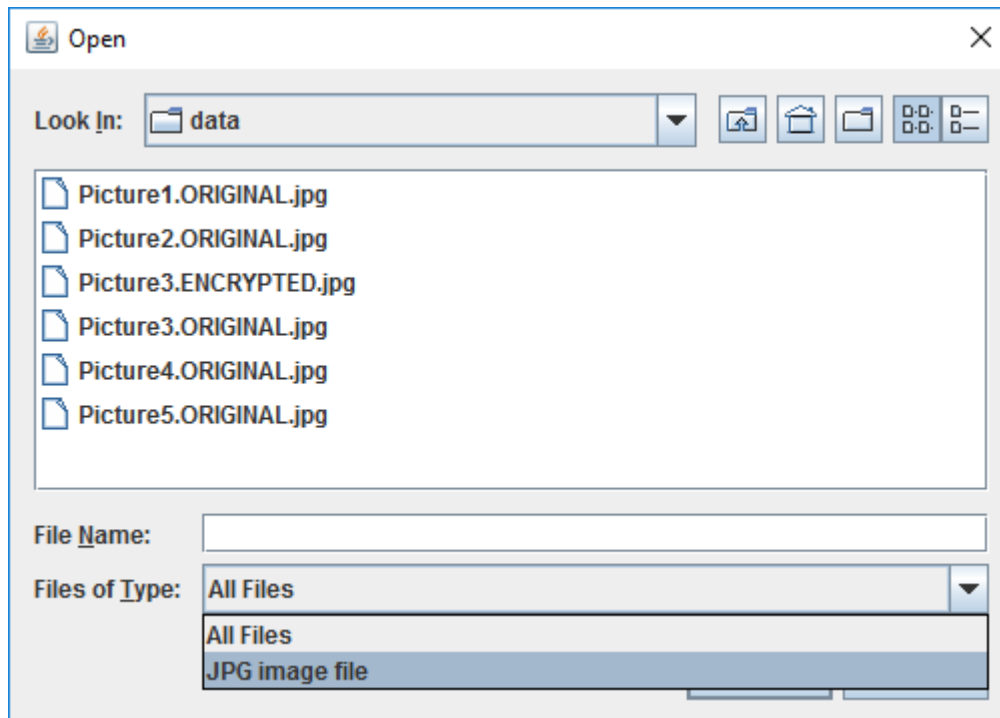 Open
Look In: data
Picture1.ORIGINAL.jpg
Picture2.ORIGINAL.jpg
Picture3.ENCRYPTED.jpg
Picture3.ORIGINAL.jpg
Picture4.ORIGINAL.jpg
Picture5.ORIGINAL.jpg
File Name:
Files of Type: All Files
All Files
JPG image file